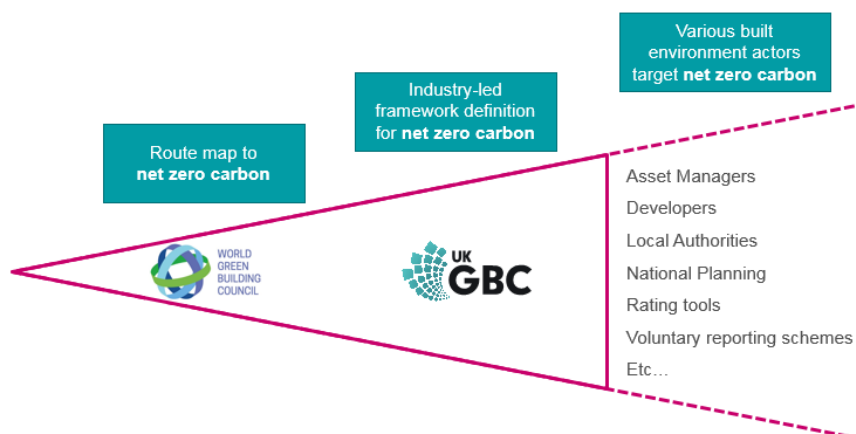 Various built
environment actors
target net zero carbon
Industry-led
framework definition
for net zero carbon
Route map to
net zero carbon
WORLD
GREEN
BUILDING
COUNCIL
UK
GBC
Asset Managers
Developers
Local Authorities
National Planning
Rating tools
Voluntary reporting schemes
Etc…